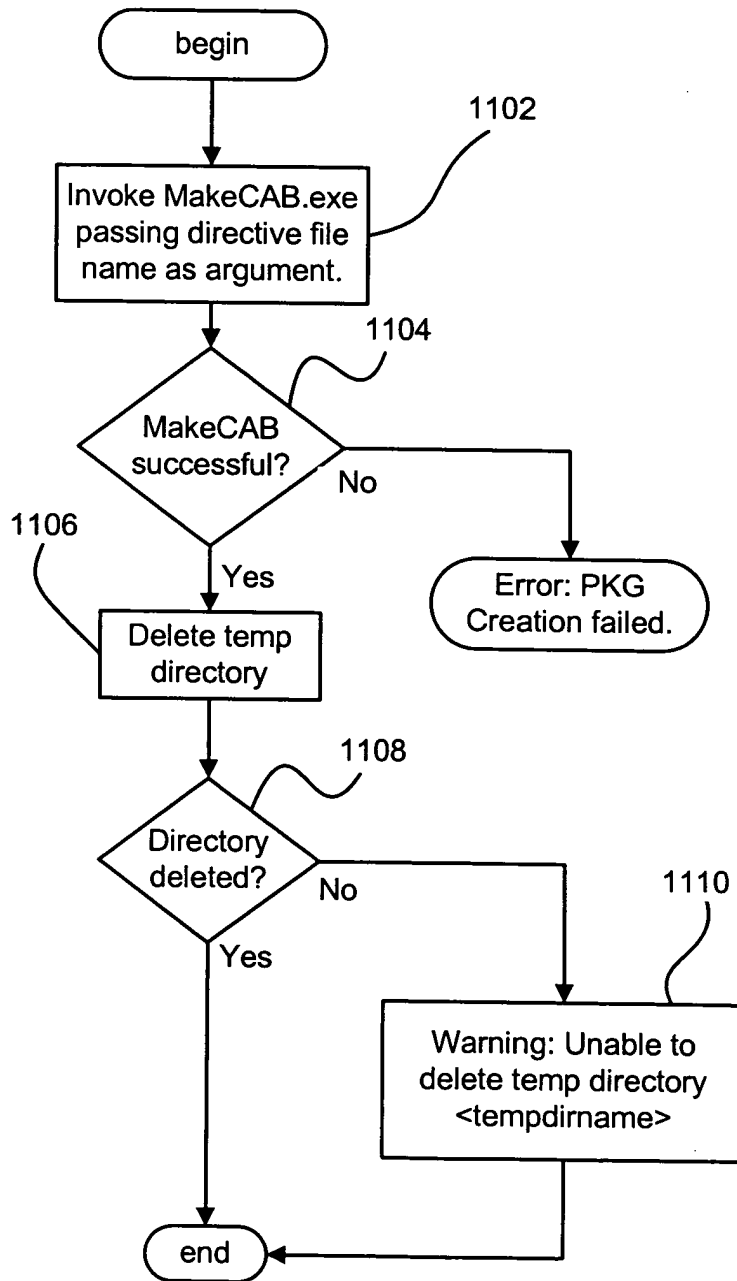 begin
1102
Invoke MakeCAB.exe
passing directive file
name as argument.
1104
MakeCAB
successful?
No
1106
Yes
Error: PKG
Creation failed.
Delete temp
directory
1108
Directory
deleted?
No
1110
Yes
Warning: Unable to
delete temp directory
<tempdirname>
end